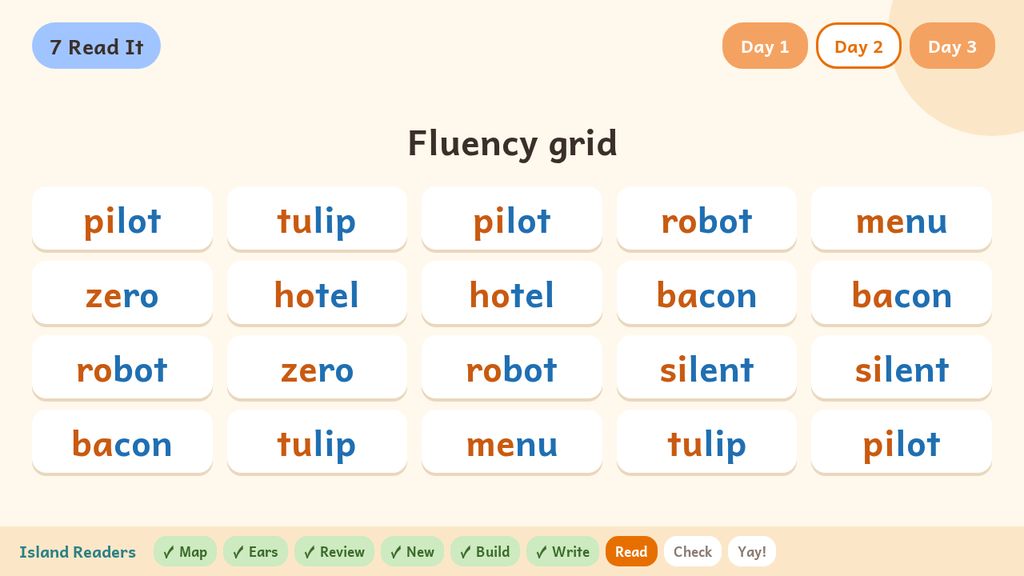 7 Read It
Day 1 Day 2 Day 3
Fluency grid
pilot tulip pilot robot menu
zero hotel hotel bacon bacon
robot zero robot silent silent
bacon tulip menu tulip pilot
Island Readers ✓ Map ✓ Ears ✓ Review ✓ New ✓ Build ✓ Write Read Check Yay!